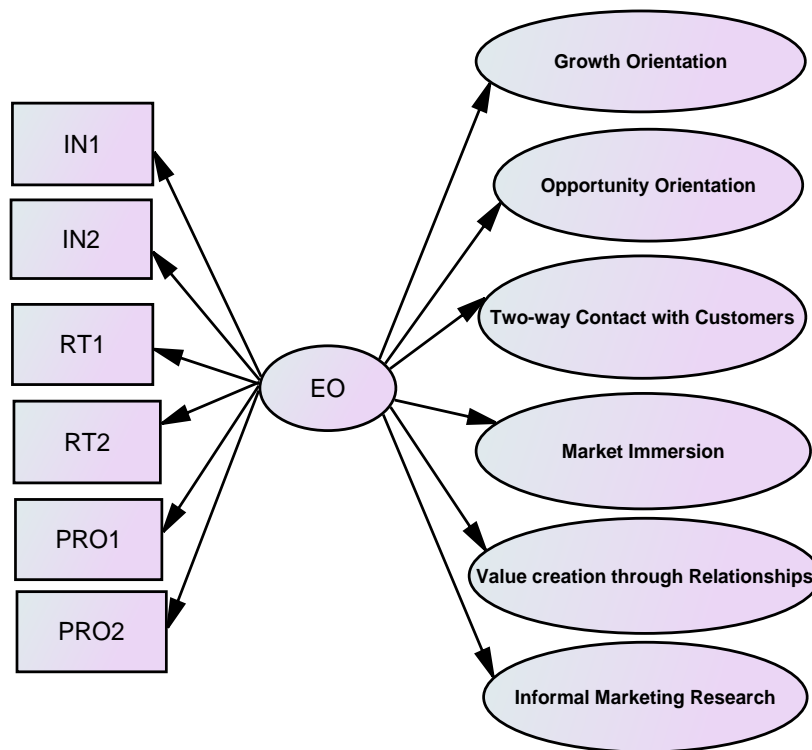 Growth Orientation
IN1
Opportunity Orientation
IN2
Two-way Contact with Customers
RT1
EO
RT2
Market Immersion
PRO1
Value creation through Relationships
PRO2
Informal Marketing Research